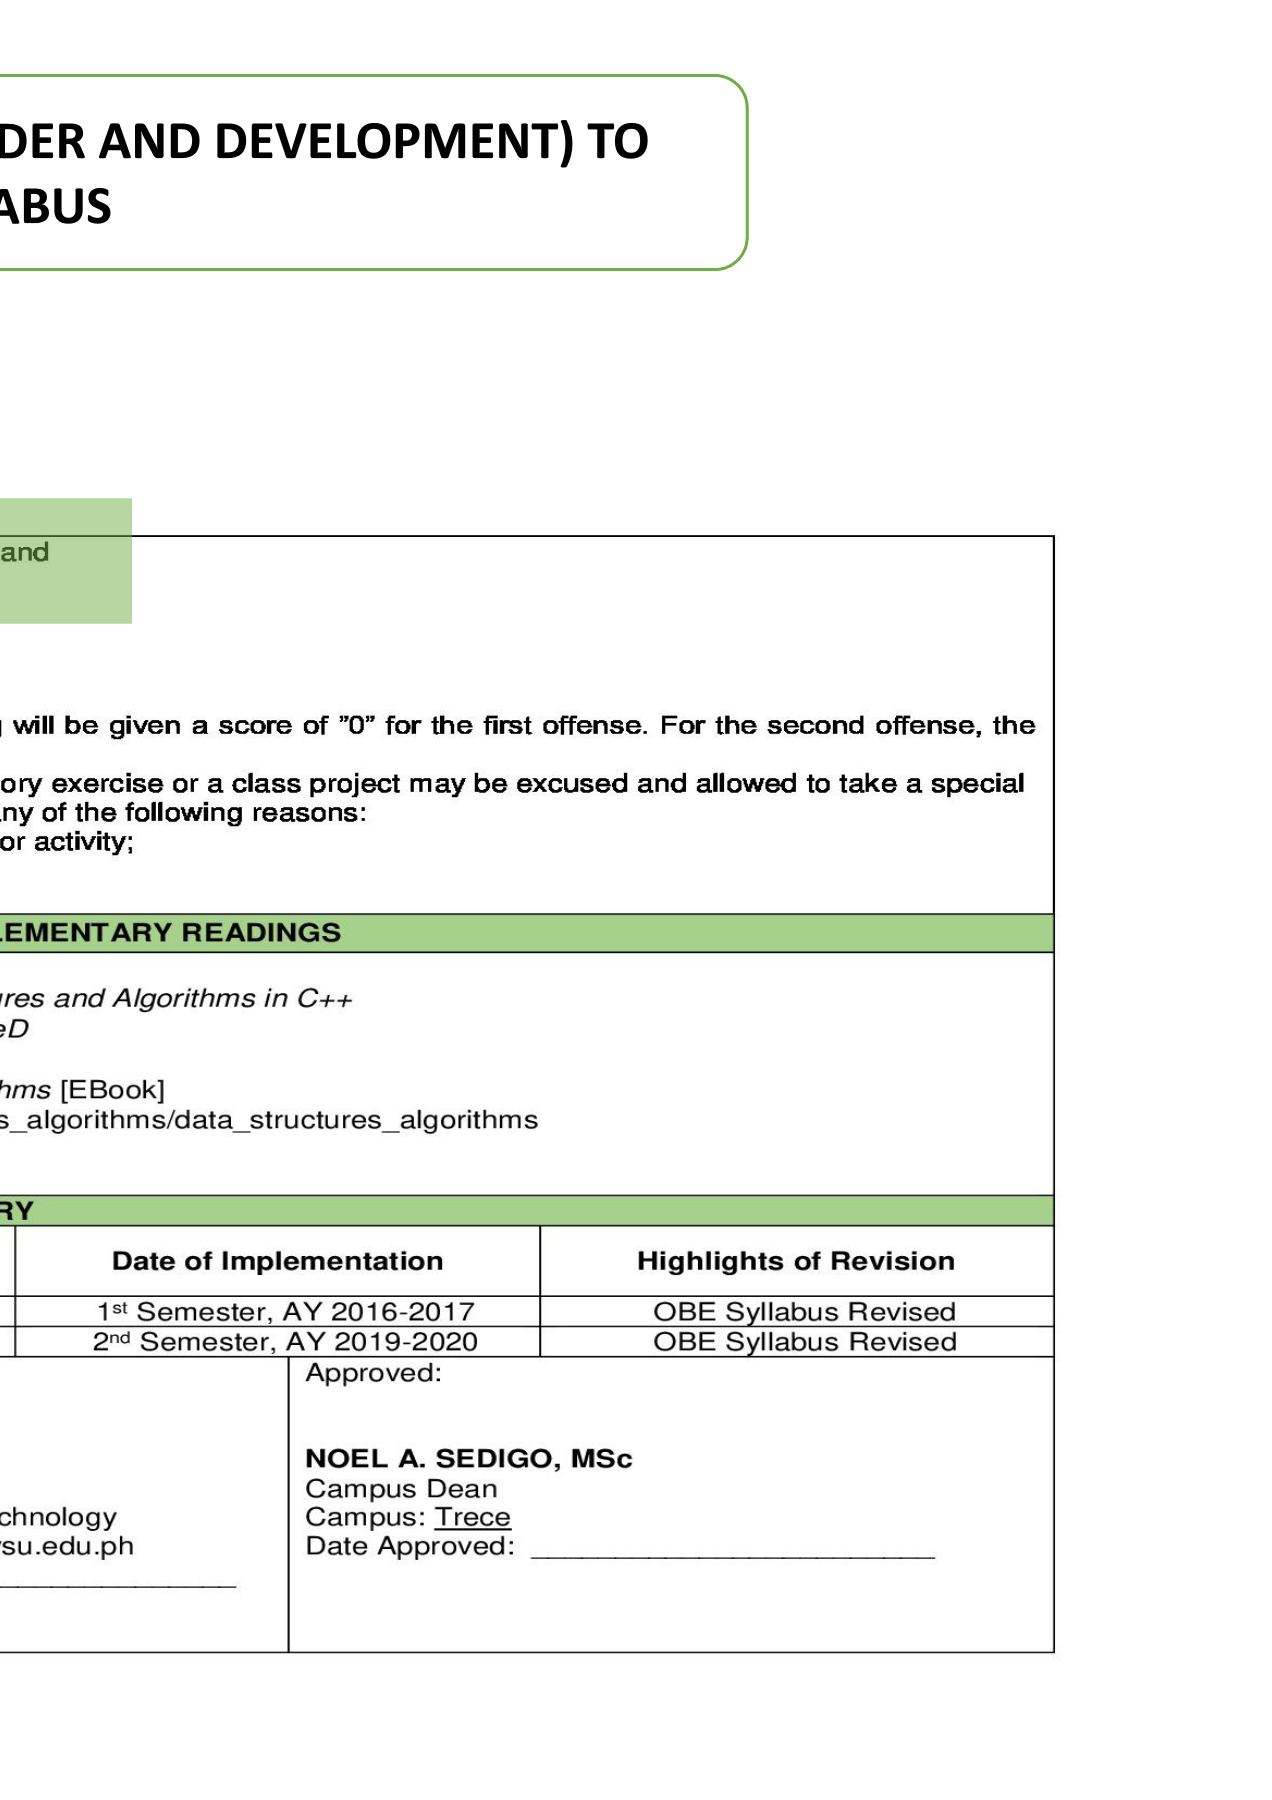 DER AND DEVELOPMENT) TO
ABUS
and
will be given a score of ”0” for the first offense. For the second offense, the
ory exercise or a class project may be excused and allowed to take a special
any of the following reasons:
or activity;
LEMENTARY READINGS
ures and Algorithms in C++
eD
hms [EBook]
s_algorithms/data_structures_algorithms
RY
Date of Implementation
Highlights of Revision
1st Semester, AY 2016-2017
OBE Syllabus Revised
2nd Semester, AY 2019-2020
OBE Syllabus Revised
Approved:
NOEL A. SEDIGO, MSc
Campus Dean
chnology
Campus: Trece
vsu.edu.ph
Date Approved: ________________________